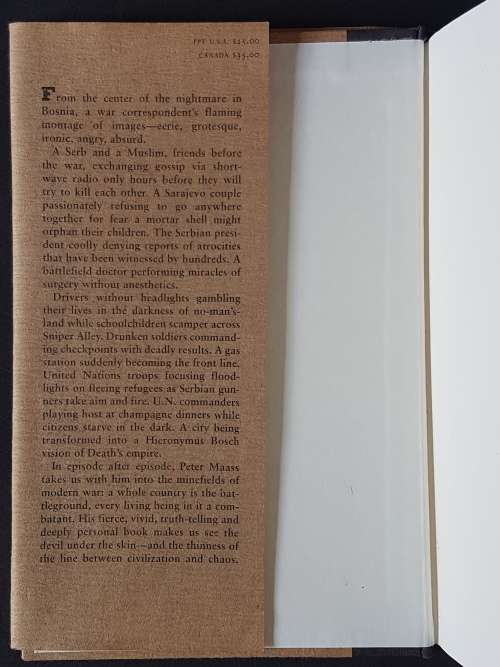 FPT U.S.A. $25.00
CANADA $35.00
From the center of the nightmare in
Bosnia, a war correspondent's flaming
montage of images—eerie, grotesque,
ironic, angry, absurd.
A Serb and a Muslim, friends before
the war, exchanging gossip via short-
wave radio only hours before they will
try to kill each other. A Sarajevo couple
passionately refusing to go anywhere
together for fear a mortar shell might
orphan their children. The Serbian presi-
dent coolly denying reports of atrocities
that have been witnessed by hundreds. A
battlefield doctor performing miracles of
surgery without anesthetics.
Drivers without headlights gambling
their lives in the darkness of no-man's-
land while schoolchildren scamper across
Sniper Alley. Drunken soldiers command-
ing checkpoints with deadly results. A gas
station suddenly becoming the front line.
United Nations troops focusing flood-
lights on fleeing refugees as Serbian gun-
ners take aim and fire. U.N. commanders
playing host at champagne dinners while
citizens starve in the dark. A city being
transformed into a Hieronymus Bosch
vision of Death's empire.
In episode after episode, Peter Maass
takes us with him into the minefields of
modern war: a whole country is the bat-
tleground, every living being in it a com-
batant. His fierce, vivid, truth-telling and
deeply personal book makes us see the
devil under the skin—and the thinness of
the line between civilization and chaos.